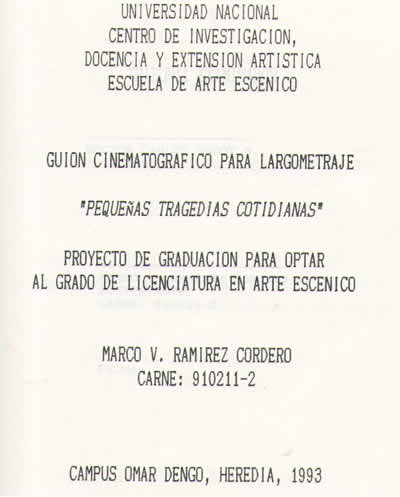 UNIVERSIDAD NACIONAL
CENTRO DE INVESTIGACION,
DOCENCIA Y EXTENSION ARTISTICA
ESCUELA DE ARTE ESCENICO
GUION CINEMATOGRAFICO PARA LARGOMETRAJE
"PEQUEñAS TRAGEDIAS COTIDIANAS"
PROYECTO DE GRADUACION PARA OPTAR
AL GRADO DE LICENCIATURA EN ARTE ESCENICO
MARCO V. RAMIREZ CORDERO
CARNE: 910211-2
CAMPUS OMAR DENGO, HEREDIA, 1993